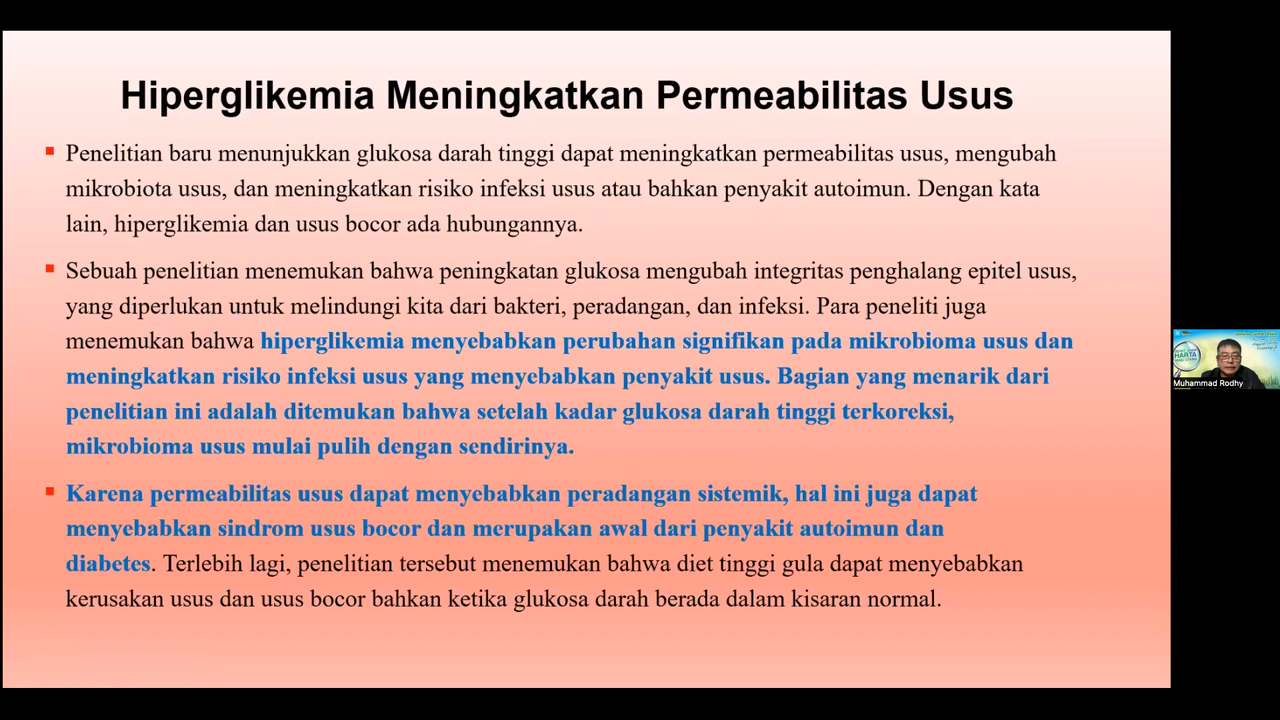 Hiperglikemia Meningkatkan Permeabilitas Usus
Penelitian baru menunjukkan glukosa darah tinggi dapat meningkatkan permeabilitas usus, mengubah
mikrobiota usus, dan meningkatkan risiko infeksi usus atau bahkan penyakit autoimun. Dengan kata
lain, hiperglikemia dan usus bocor ada hubungannya.
Sebuah penelitian menemukan bahwa peningkatan glukosa mengubah integritas penghalang epitel usus,
yang diperlukan untuk melindungi kita dari bakteri, peradangan, dan infeksi. Para peneliti juga
menemukan bahwa hiperglikemia menyebabkan perubahan signifikan pada mikrobioma usus dan
meningkatkan risiko infeksi usus yang menyebabkan penyakit usus. Bagian yang menarik dari
penelitian ini adalah ditemukan bahwa setelah kadar glukosa darah tinggi terkoreksi,
mikrobioma usus mulai pulih dengan sendirinya.
Karena permeabilitas usus dapat menyebabkan peradangan sistemik, hal ini juga dapat
menyebabkan sindrom usus bocor dan merupakan awal dari penyakit autoimun dan
diabetes. Terlebih lagi, penelitian tersebut menemukan bahwa diet tinggi gula dapat menyebabkan
kerusakan usus dan usus bocor bahkan ketika glukosa darah berada dalam kisaran normal.
HARTA
Muhammad Rodhy